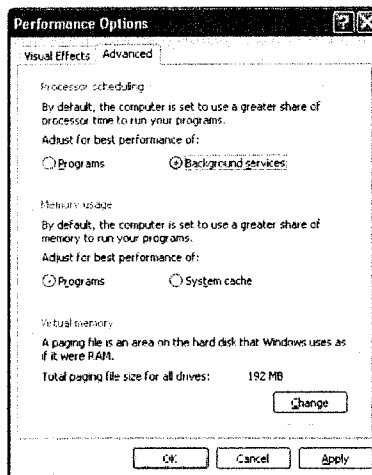 Performance Options
Visual Effects Advanced
Processor scheduling
By default, the computer is set to use a greater share of
processor time to run your programs.
Adjust for best performance of:
Programs Background services
Memory usage
By default, the computer is set to use a greater share of
memory to run your programs.
Adjust for best performance of:
Programs System cache
Virtual memory
A paging file is an area on the hard disk that Windows uses as
if it were RAM.
Total paging file size for all drives: 192 MB
Change
OK Cancel Apply